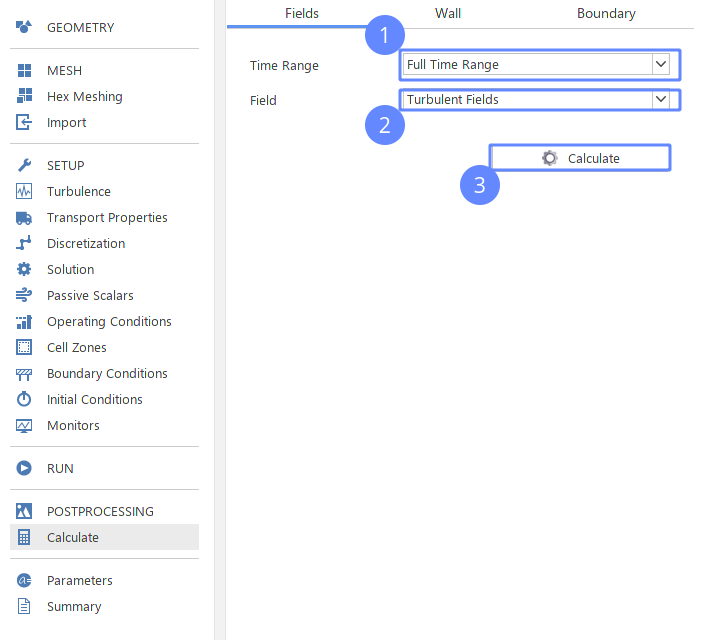 GEOMETRY
MESH
Hex Meshing
Import
SETUP
Turbulence
Transport Properties
Discretization
Solution
Passive Scalars
Operating Conditions
Cell Zones
Boundary Conditions
Initial Conditions
Monitors
RUN
POSTPROCESSING
Calculate
Parameters
Summary
Fields Wall Boundary
1
Time Range Full Time Range
Field Turbulent Fields
2
Calculate
3